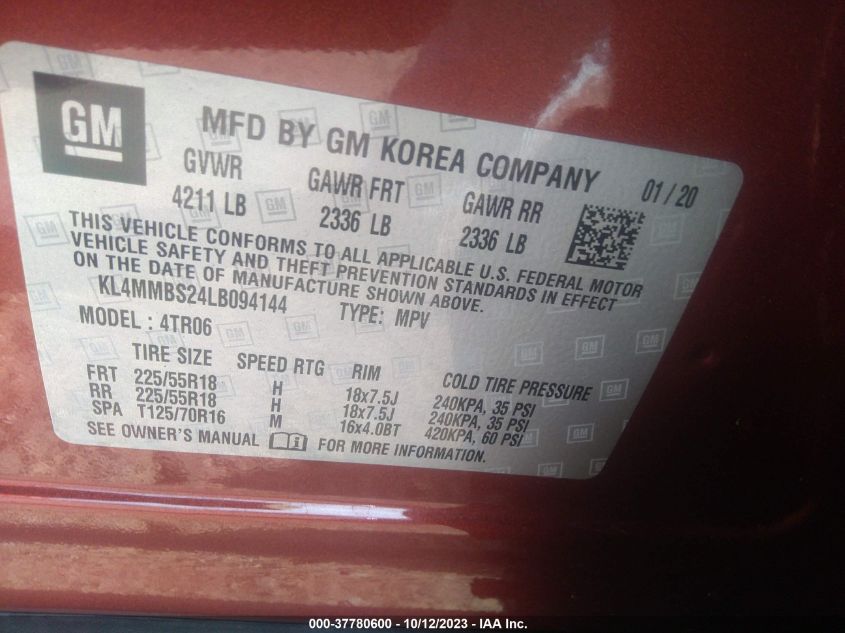 GM
MFD BY GM KOREA COMPANY 01/20
GVWR GAWR FRT GAWR RR
4211 LB 2336 LB 2336 LB
THIS VEHICLE CONFORMS TO ALL APPLICABLE U.S. FEDERAL MOTOR
VEHICLE SAFETY AND THEFT PREVENTION STANDARDS IN EFFECT
ON THE DATE OF MANUFACTURE SHOWN ABOVE.
KL4MMBS24LB094144 TYPE: MPV
MODEL: 4TR06
TIRE SIZE SPEED RTG RIM COLD TIRE PRESSURE
FRT 225/55R18 H 18x7.5J 240KPA, 35 PSI
RR 225/55R18 H 18x7.5J 240KPA, 35 PSI
SPA T125/70R16 M 16x4.0BT 420KPA, 60 PSI
SEE OWNER'S MANUAL i FOR MORE INFORMATION.
000-37780600 - 10/12/2023 - IAA Inc.